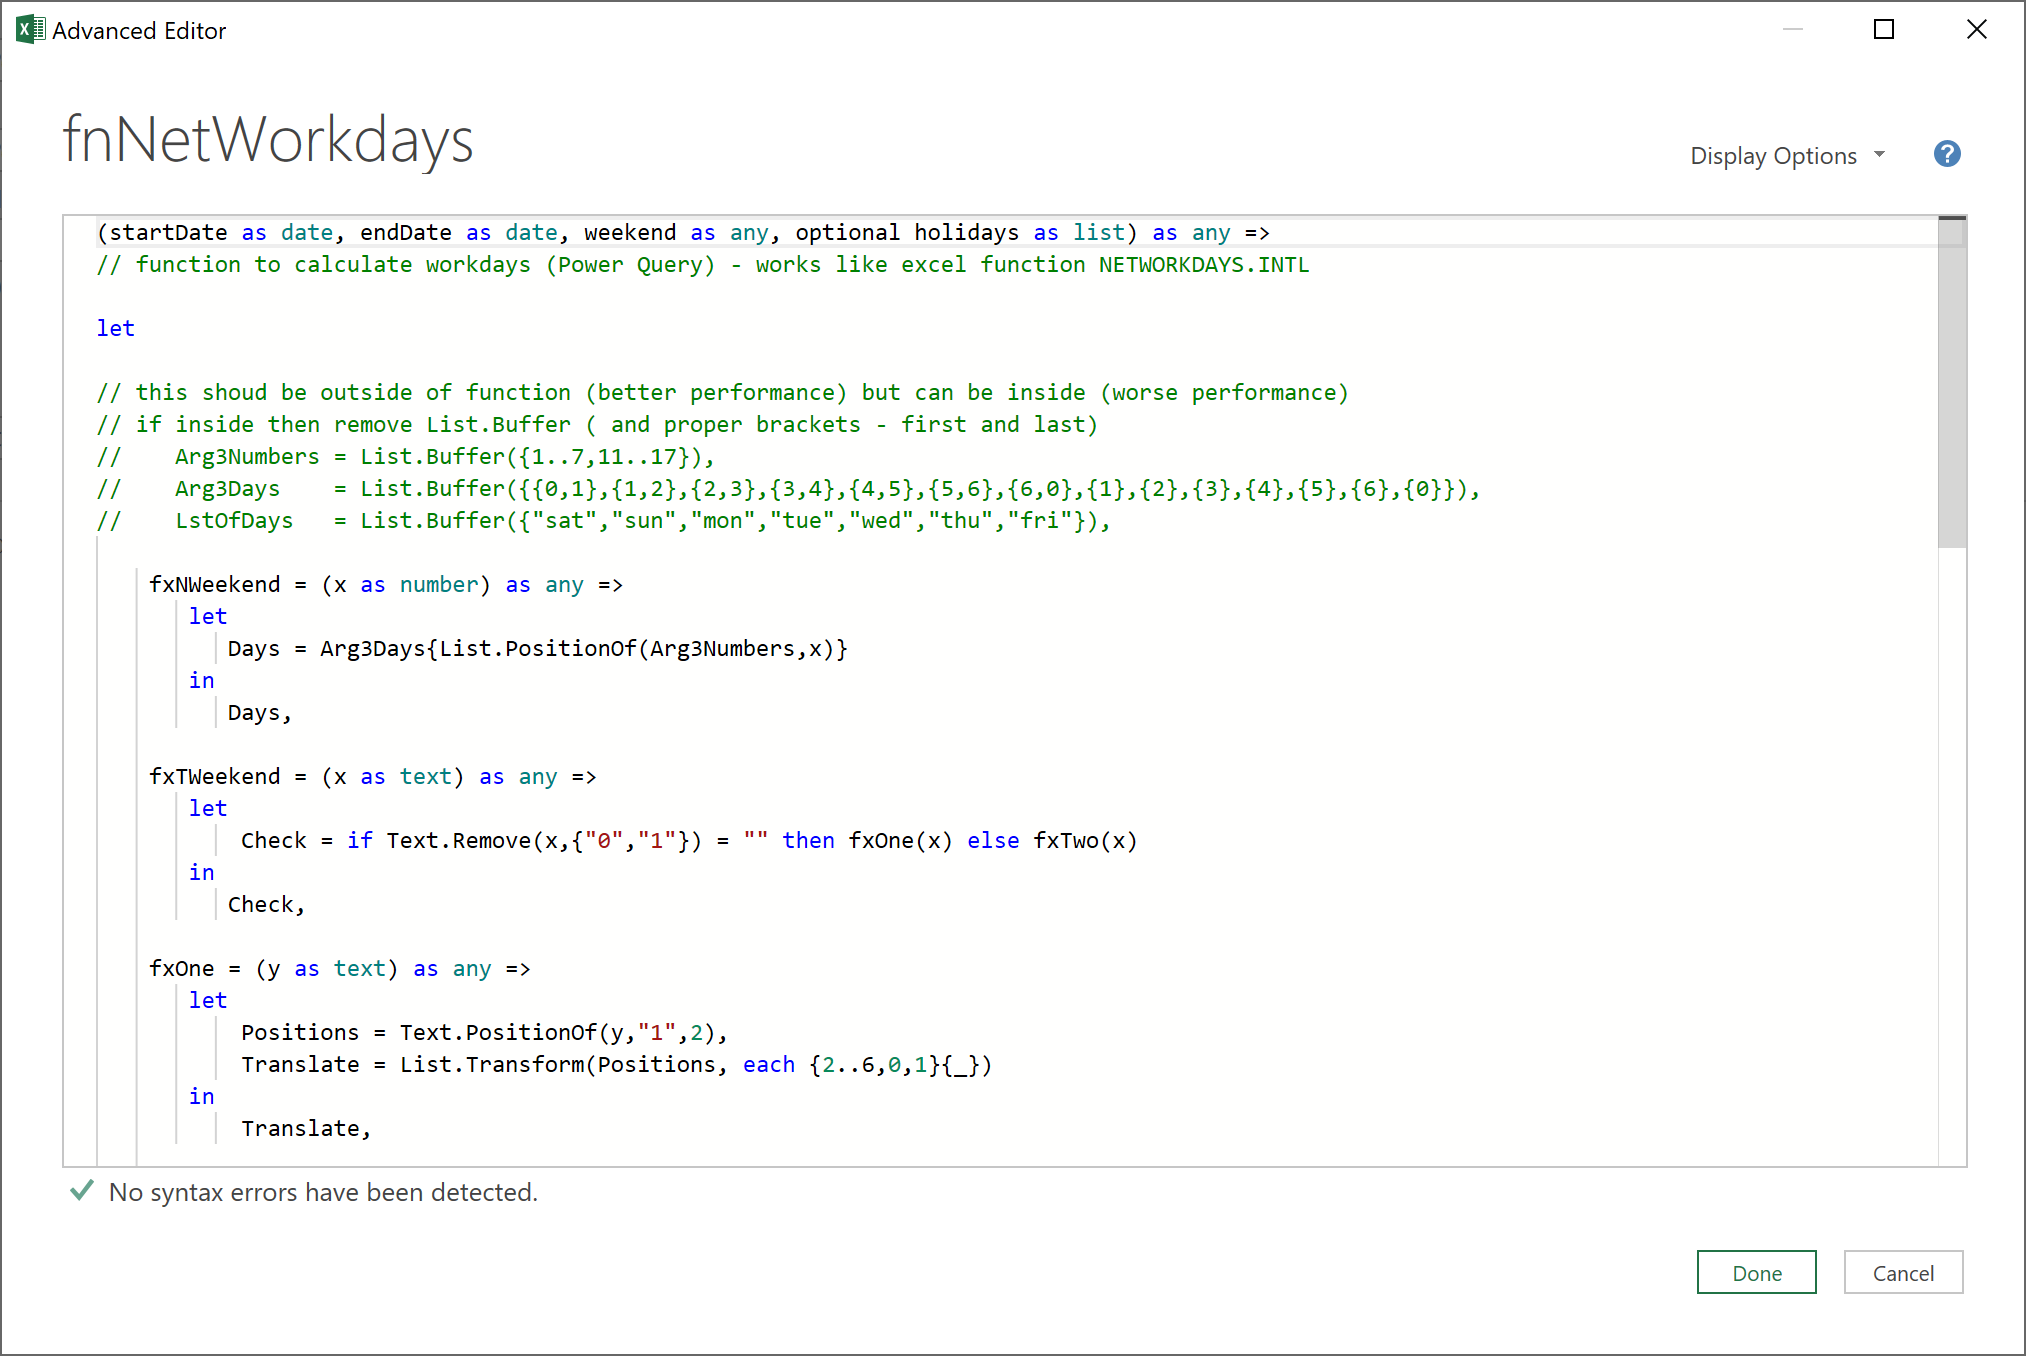 Advanced Editor
fnNetWorkdays
Display Options
?
(startDate as date, endDate as date, weekend as any, optional holidays as list) as any =>
// function to calculate workdays (Power Query) - works like excel function NETWORKDAYS.INTL
let
// this shoud be outside of function (better performance) but can be inside (worse performance)
// if inside then remove List.Buffer ( and proper brackets - first and last)
//    Arg3Numbers = List.Buffer({1..7,11..17}),
//    Arg3Days    = List.Buffer({{0,1},{1,2},{2,3},{3,4},{4,5},{5,6},{6,0},{1},{2},{3},{4},{5},{6},{0}}),
//    LstOfDays   = List.Buffer({"sat","sun","mon","tue","wed","thu","fri"}),
fxNWeekend = (x as number) as any =>
let
Days = Arg3Days{List.PositionOf(Arg3Numbers,x)}
in
Days,
fxTWeekend = (x as text) as any =>
let
Check = if Text.Remove(x,{"0","1"}) = "" then fxOne(x) else fxTwo(x)
in
Check,
fxOne = (y as text) as any =>
let
Positions = Text.PositionOf(y,"1",2),
Translate = List.Transform(Positions, each {2..6,0,1}{_})
in
Translate,
No syntax errors have been detected.
Done
Cancel